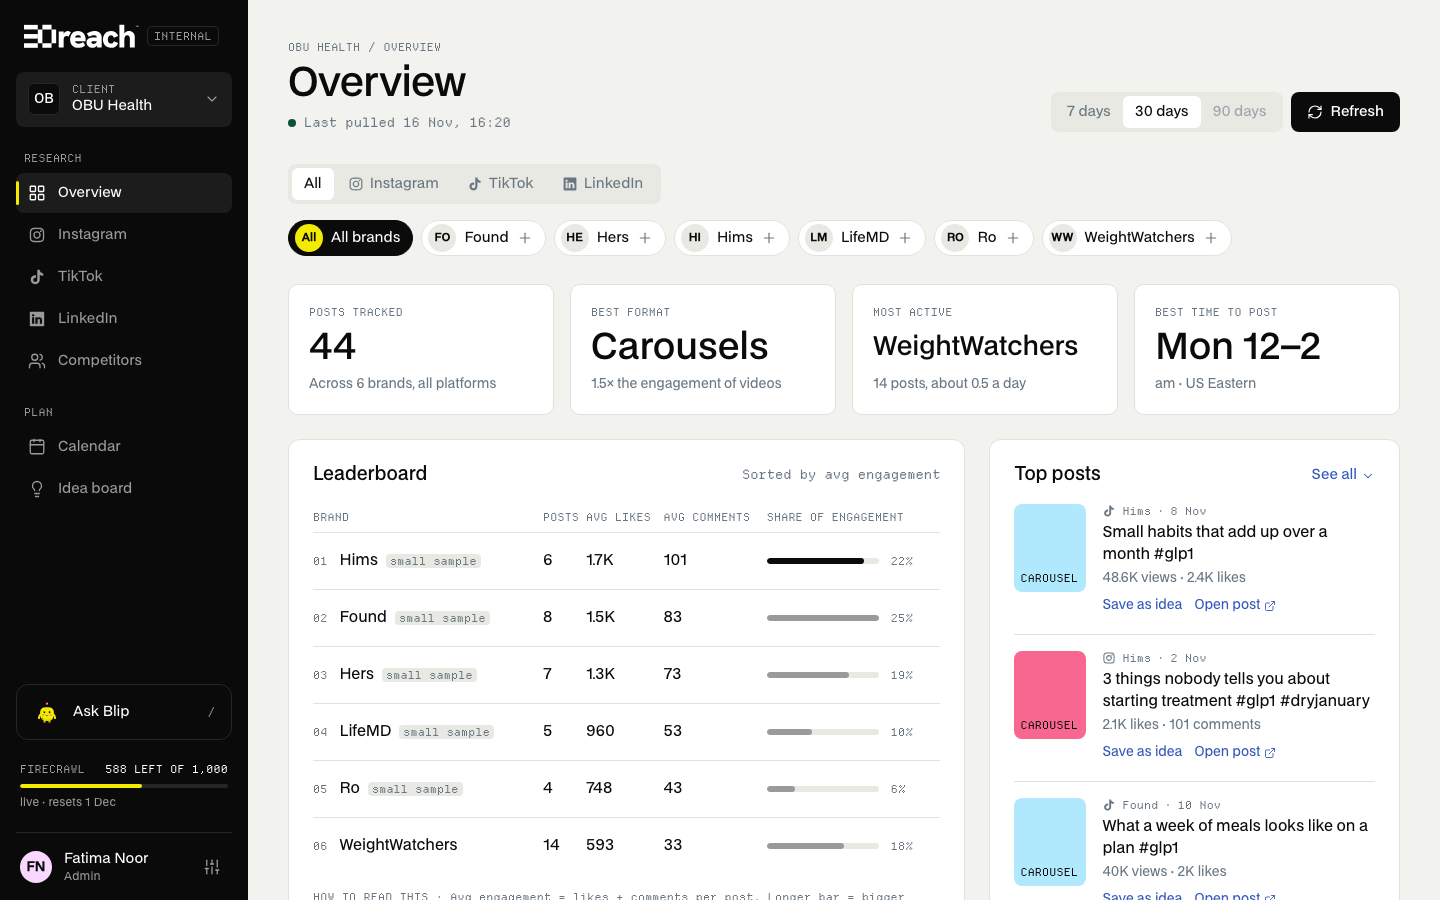 reach
INTERNAL
OB
CLIENT
OBU Health
RESEARCH
Overview
Instagram
TikTok
LinkedIn
Competitors
PLAN
Calendar
Idea board
Ask Blip
/
FIRECRAWL 588 LEFT OF 1,000
live · resets 1 Dec
FN
Fatima Noor
Admin
OBU HEALTH / OVERVIEW
Overview
Last pulled 16 Nov, 16:20
7 days 30 days 90 days
Refresh
All Instagram TikTok LinkedIn
All All brands FO Found HE Hers HI Hims LM LifeMD RO Ro WW WeightWatchers
POSTS TRACKED
44
Across 6 brands, all platforms
BEST FORMAT
Carousels
1.5× the engagement of videos
MOST ACTIVE
WeightWatchers
14 posts, about 0.5 a day
BEST TIME TO POST
Mon 12–2
am · US Eastern
Leaderboard
Sorted by avg engagement
BRAND POSTS AVG LIKES AVG COMMENTS SHARE OF ENGAGEMENT
01 Hims small sample 6 1.7K 101 22%
02 Found small sample 8 1.5K 83 25%
03 Hers small sample 7 1.3K 73 19%
04 LifeMD small sample 5 960 53 10%
05 Ro small sample 4 748 43 6%
06 WeightWatchers 14 593 33 18%
HOW TO READ THIS · Avg engagement = likes + comments per post. Longer bar = bigger
Top posts
See all
CAROUSEL
Hims · 8 Nov
Small habits that add up over a
month #glp1
48.6K views · 2.4K likes
Save as idea Open post
CAROUSEL
Hims · 2 Nov
3 things nobody tells you about
starting treatment #glp1 #dryjanuary
2.1K likes · 101 comments
Save as idea Open post
CAROUSEL
Found · 10 Nov
What a week of meals looks like on a
plan #glp1
40K views · 2K likes
Save as idea Open post